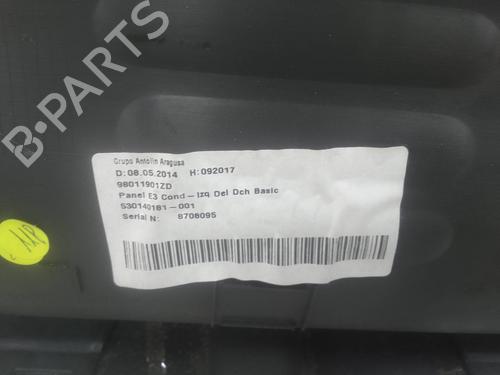 Grupo Antolin Aragusa
D: 08.05.2014 H: 092017
98011901ZD
Panel E3 Cond - Izq Del Dch Basic
530140181-001
Serial N: 8708095
B-PARTS